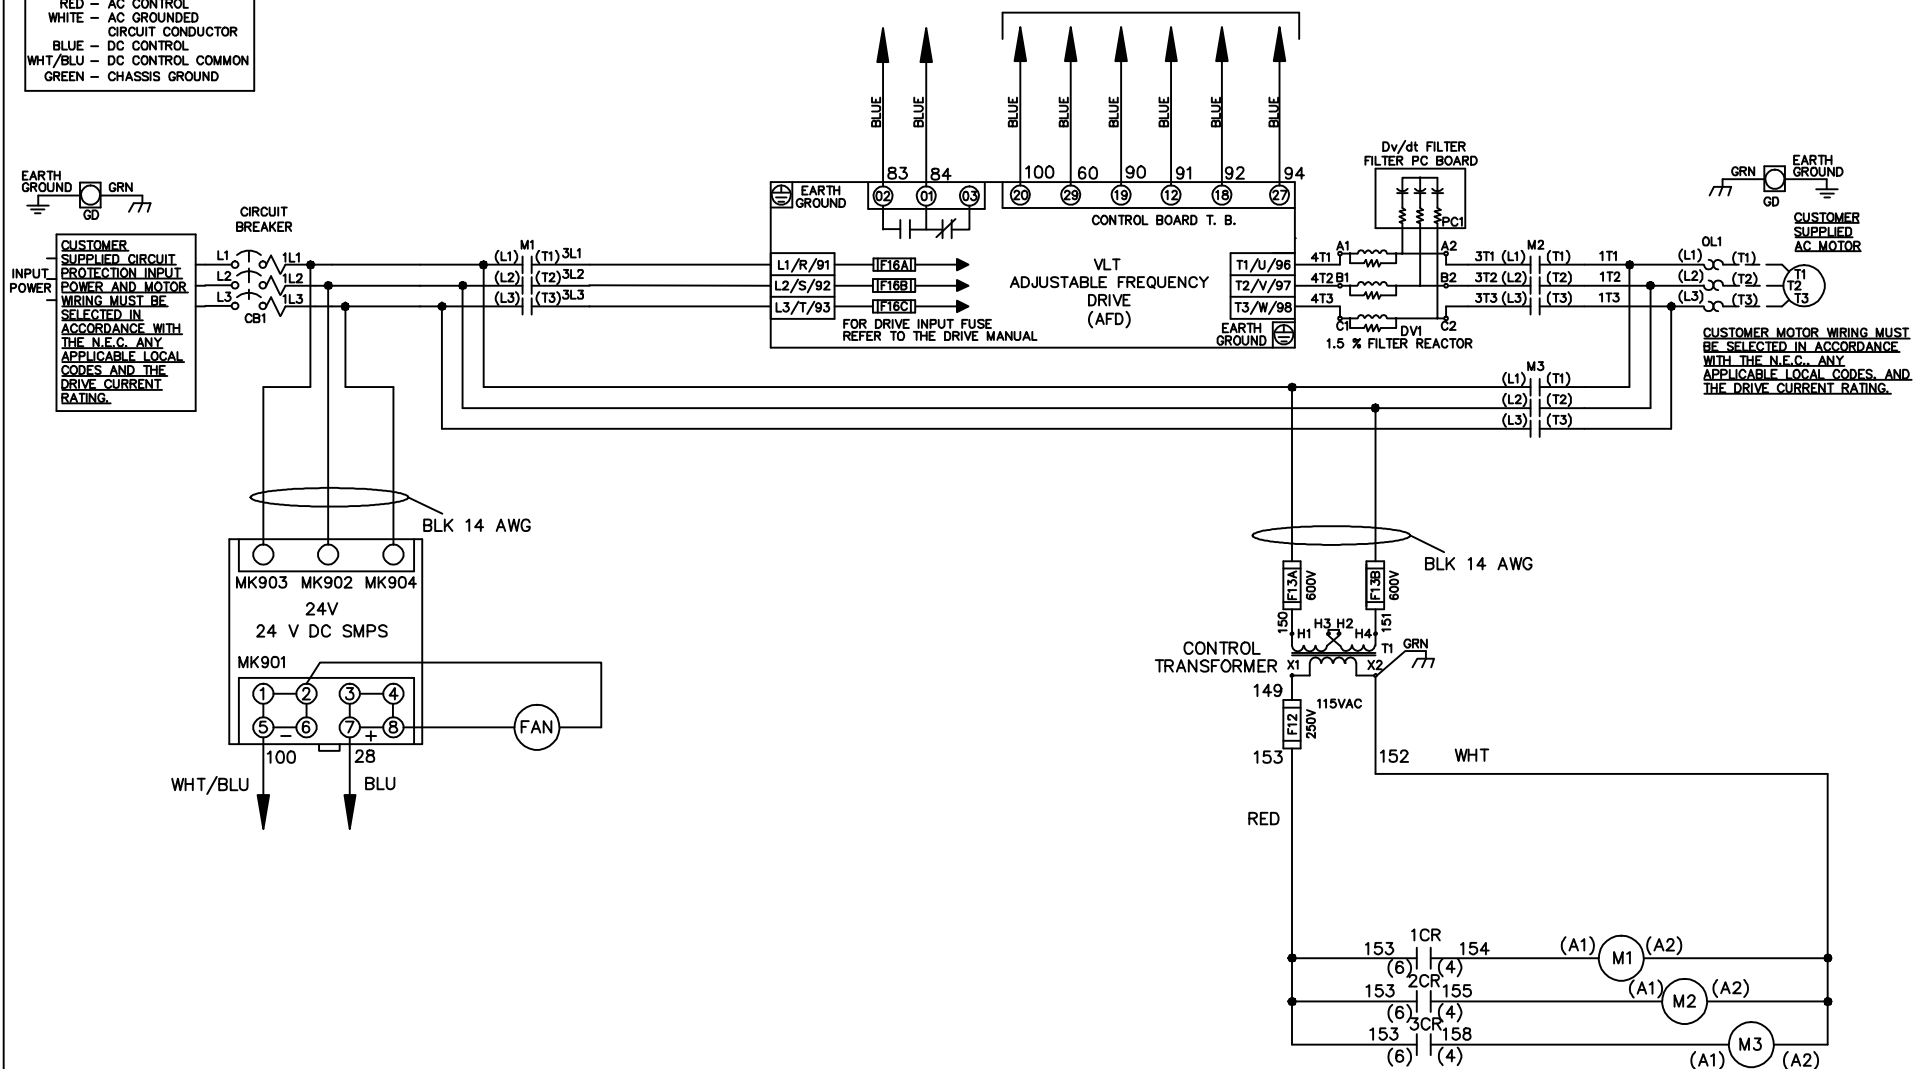 RED – AC CONTROL
WHITE – AC GROUNDED
CIRCUIT CONDUCTOR
BLUE – DC CONTROL
WHT/BLU – DC CONTROL COMMON
GREEN – CHASSIS GROUND
BLUE
BLUE
BLUE
BLUE
BLUE
BLUE
BLUE
BLUE
83
84
100
60
90
91
92
94
EARTH
GROUND
02
01
03
20
29
19
12
18
27
CONTROL BOARD T. B.
EARTH
GROUND
GRN
GD
CIRCUIT
BREAKER
CUSTOMER
SUPPLIED CIRCUIT
PROTECTION INPUT
POWER AND MOTOR
WIRING MUST BE
SELECTED IN
ACCORDANCE WITH
THE N.E.C. ANY
APPLICABLE LOCAL
CODES AND THE
DRIVE CURRENT
RATING.
INPUT
POWER
L1
1L1
L2
1L2
L3
1L3
CB1
M1
(L1)
(T1)
3L1
(L2)
(T2)
3L2
(L3)
(T3)
3L3
L1/R/91
L2/S/92
L3/T/93
F16A
F16B
F16C
FOR DRIVE INPUT FUSE
REFER TO THE DRIVE MANUAL
VLT
ADJUSTABLE FREQUENCY
DRIVE
(AFD)
T1/U/96
T2/V/97
T3/W/98
EARTH
GROUND
Dv/dt FILTER
FILTER PC BOARD
PC1
4T1
A1
A2
4T2
B1
B2
4T3
C1
C2
DV1
1.5 % FILTER REACTOR
M2
3T1
(L1)
(T1)
1T1
3T2
(L2)
(T2)
1T2
3T3
(L3)
(T3)
1T3
OL1
(L1)
(T1)
(L2)
(T2)
(L3)
(T3)
T1
T2
T3
GRN
GD
EARTH
GROUND
CUSTOMER
SUPPLIED
AC MOTOR
CUSTOMER MOTOR WIRING MUST
BE SELECTED IN ACCORDANCE
WITH THE N.E.C., ANY
APPLICABLE LOCAL CODES, AND
THE DRIVE CURRENT RATING.
M3
(L1)
(T1)
(L2)
(T2)
(L3)
(T3)
BLK 14 AWG
MK903
MK902
MK904
24V
24 V DC SMPS
MK901
1
2
3
4
5
–
6
7
+
8
FAN
100
28
WHT/BLU
BLU
BLK 14 AWG
F13A
600V
F13B
600V
150
151
H1
H3
H2
H4
T1
GRN
CONTROL
TRANSFORMER
X1
X2
149
115VAC
F12
250V
153
152
WHT
RED
1CR
153
154
(6)
(4)
(A1)
M1
(A2)
2CR
153
155
(6)
(4)
(A1)
M2
(A2)
3CR
153
158
(6)
(4)
(A1)
M3
(A2)